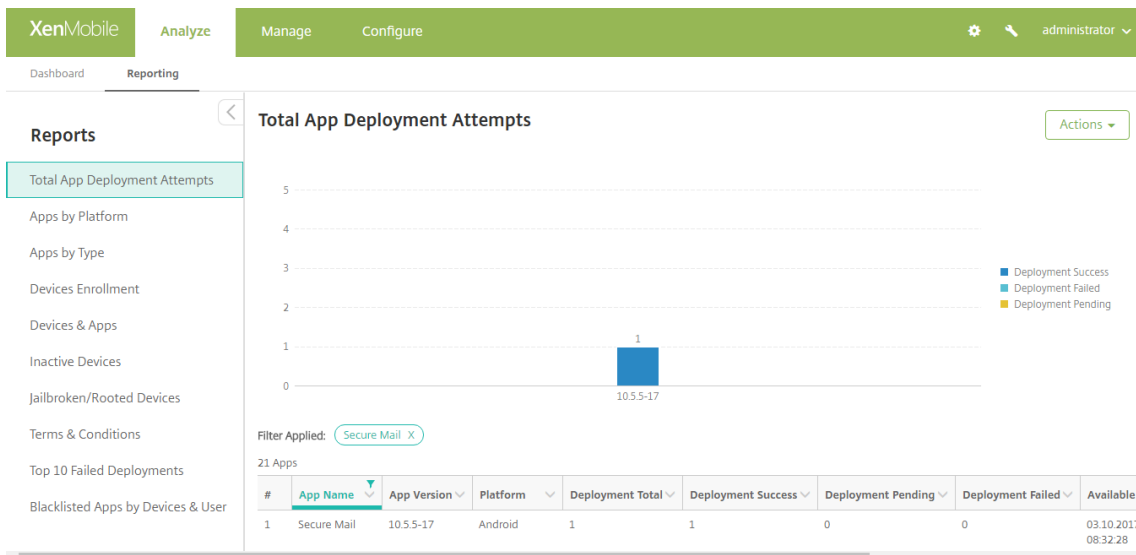 XenMobile Analyze Manage Configure administrator
Dashboard Reporting
Reports
Total App Deployment Attempts
Apps by Platform
Apps by Type
Devices Enrollment
Devices & Apps
Inactive Devices
Jailbroken/Rooted Devices
Terms & Conditions
Top 10 Failed Deployments
Blacklisted Apps by Devices & User
Total App Deployment Attempts
Actions
5
4
3
2
1
0
1
10.5.5-17
Deployment Success
Deployment Failed
Deployment Pending
Filter Applied: Secure Mail X
21 Apps
# App Name App Version Platform Deployment Total Deployment Success Deployment Pending Deployment Failed Available
1 Secure Mail 10.5.5-17 Android 1 1 0 0 03.10.2017
08:32:28